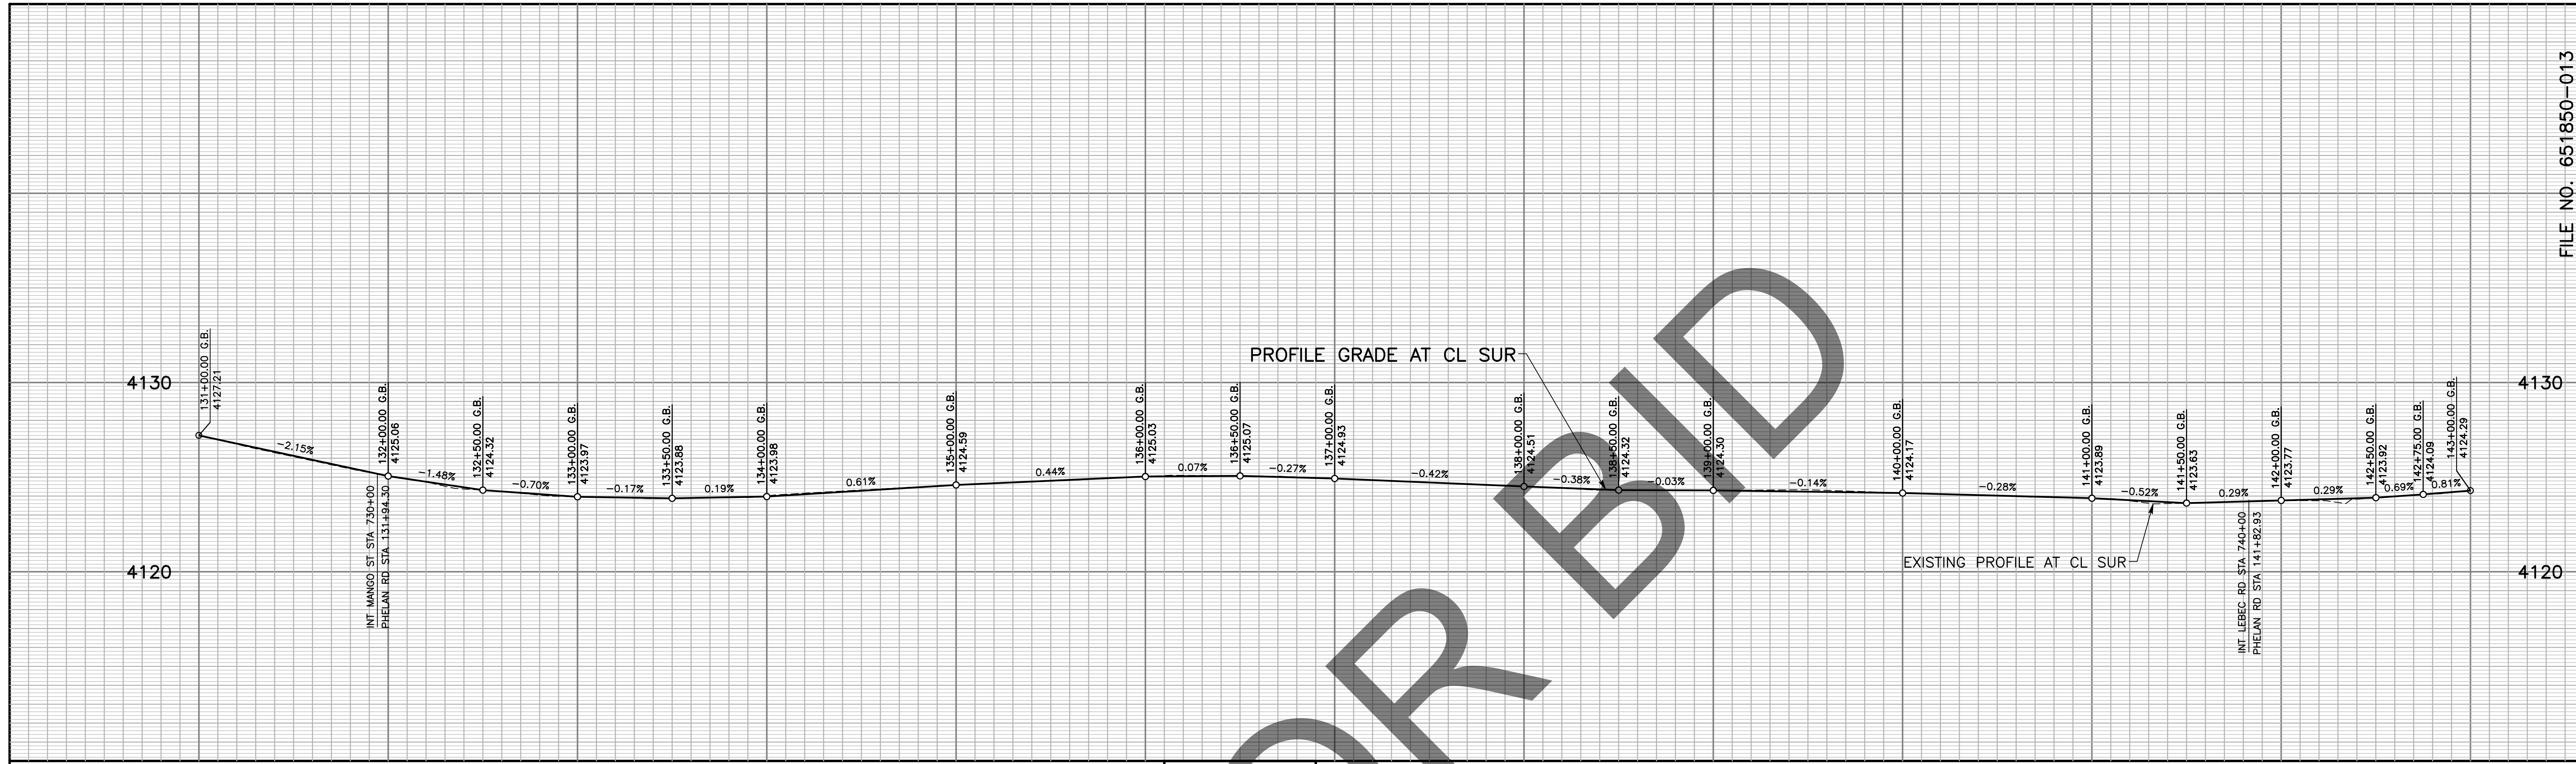 FILE NO. 651850-013
4130
4120
4130
4120
131+00.00 G.B.
4127.21
-2.15%
132+00.00 G.B.
4125.06
-1.48%
132+50.00 G.B.
4124.32
-0.70%
133+00.00 G.B.
4123.97
-0.17%
133+50.00 G.B.
4123.88
0.19%
134+00.00 G.B.
4123.98
0.61%
135+00.00 G.B.
4124.59
0.44%
136+00.00 G.B.
4125.03
0.07%
136+50.00 G.B.
4125.07
-0.27%
137+00.00 G.B.
4124.93
-0.42%
138+00.00 G.B.
4124.51
-0.38%
138+50.00 G.B.
4124.32
-0.03%
139+00.00 G.B.
4124.30
-0.14%
140+00.00 G.B.
4124.17
-0.28%
141+00.00 G.B.
4123.89
-0.52%
141+50.00 G.B.
4123.63
0.29%
142+00.00 G.B.
4123.77
0.29%
142+50.00 G.B.
4123.92
0.69%
142+75.00 G.B.
4124.09
0.81%
143+00.00 G.B.
4124.29
PROFILE GRADE AT CL SUR
EXISTING PROFILE AT CL SUR
INT MANGO ST STA 730+00
PHELAN RD STA 131+94.30
INT LEBEC RD STA 740+00
PHELAN RD STA 141+82.93
OR BID